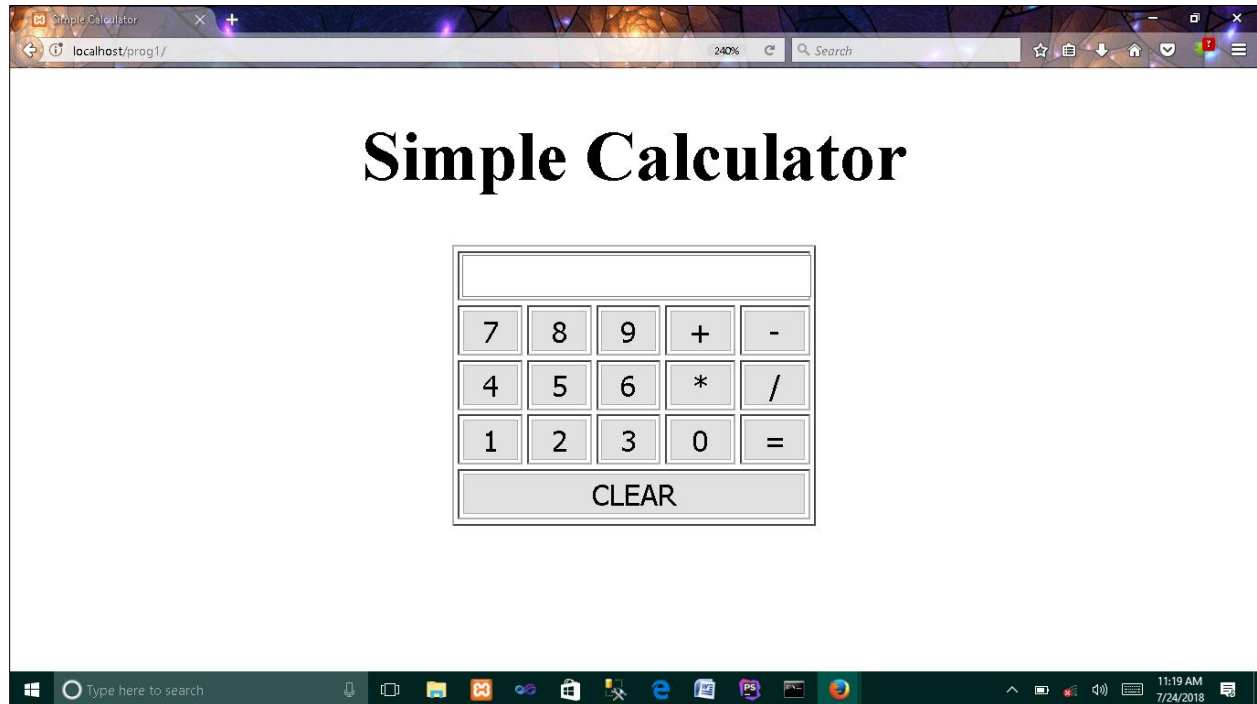 Simple Calculator
localhost/prog1/ 240% Search
Simple Calculator
7 8 9 + -
4 5 6 * /
1 2 3 0 =
CLEAR
Type here to search
11:19 AM
7/24/2018